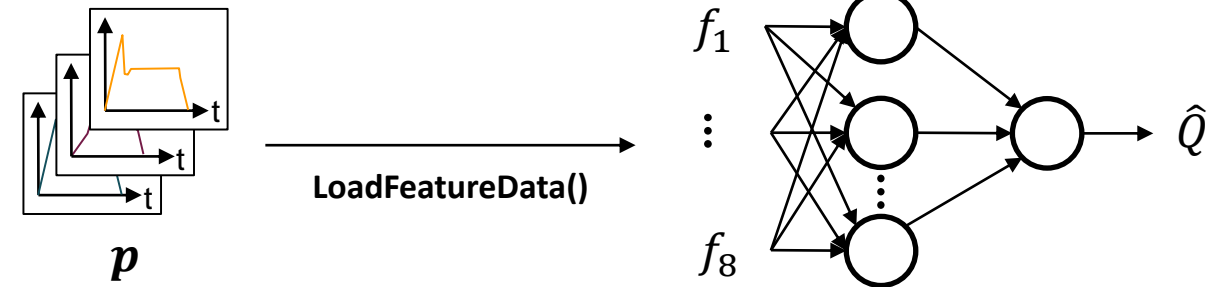 t
t
t
p
LoadFeatureData()
f₁
⋮
f₈
⋮
Q̂